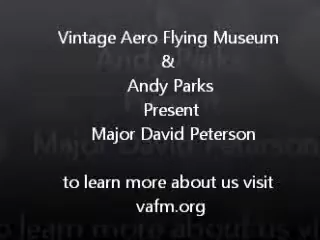 Vintage Aero Flying Museum
&
Andy Parks
Present
Major David Peterson
to learn more about us visit
vafm.org